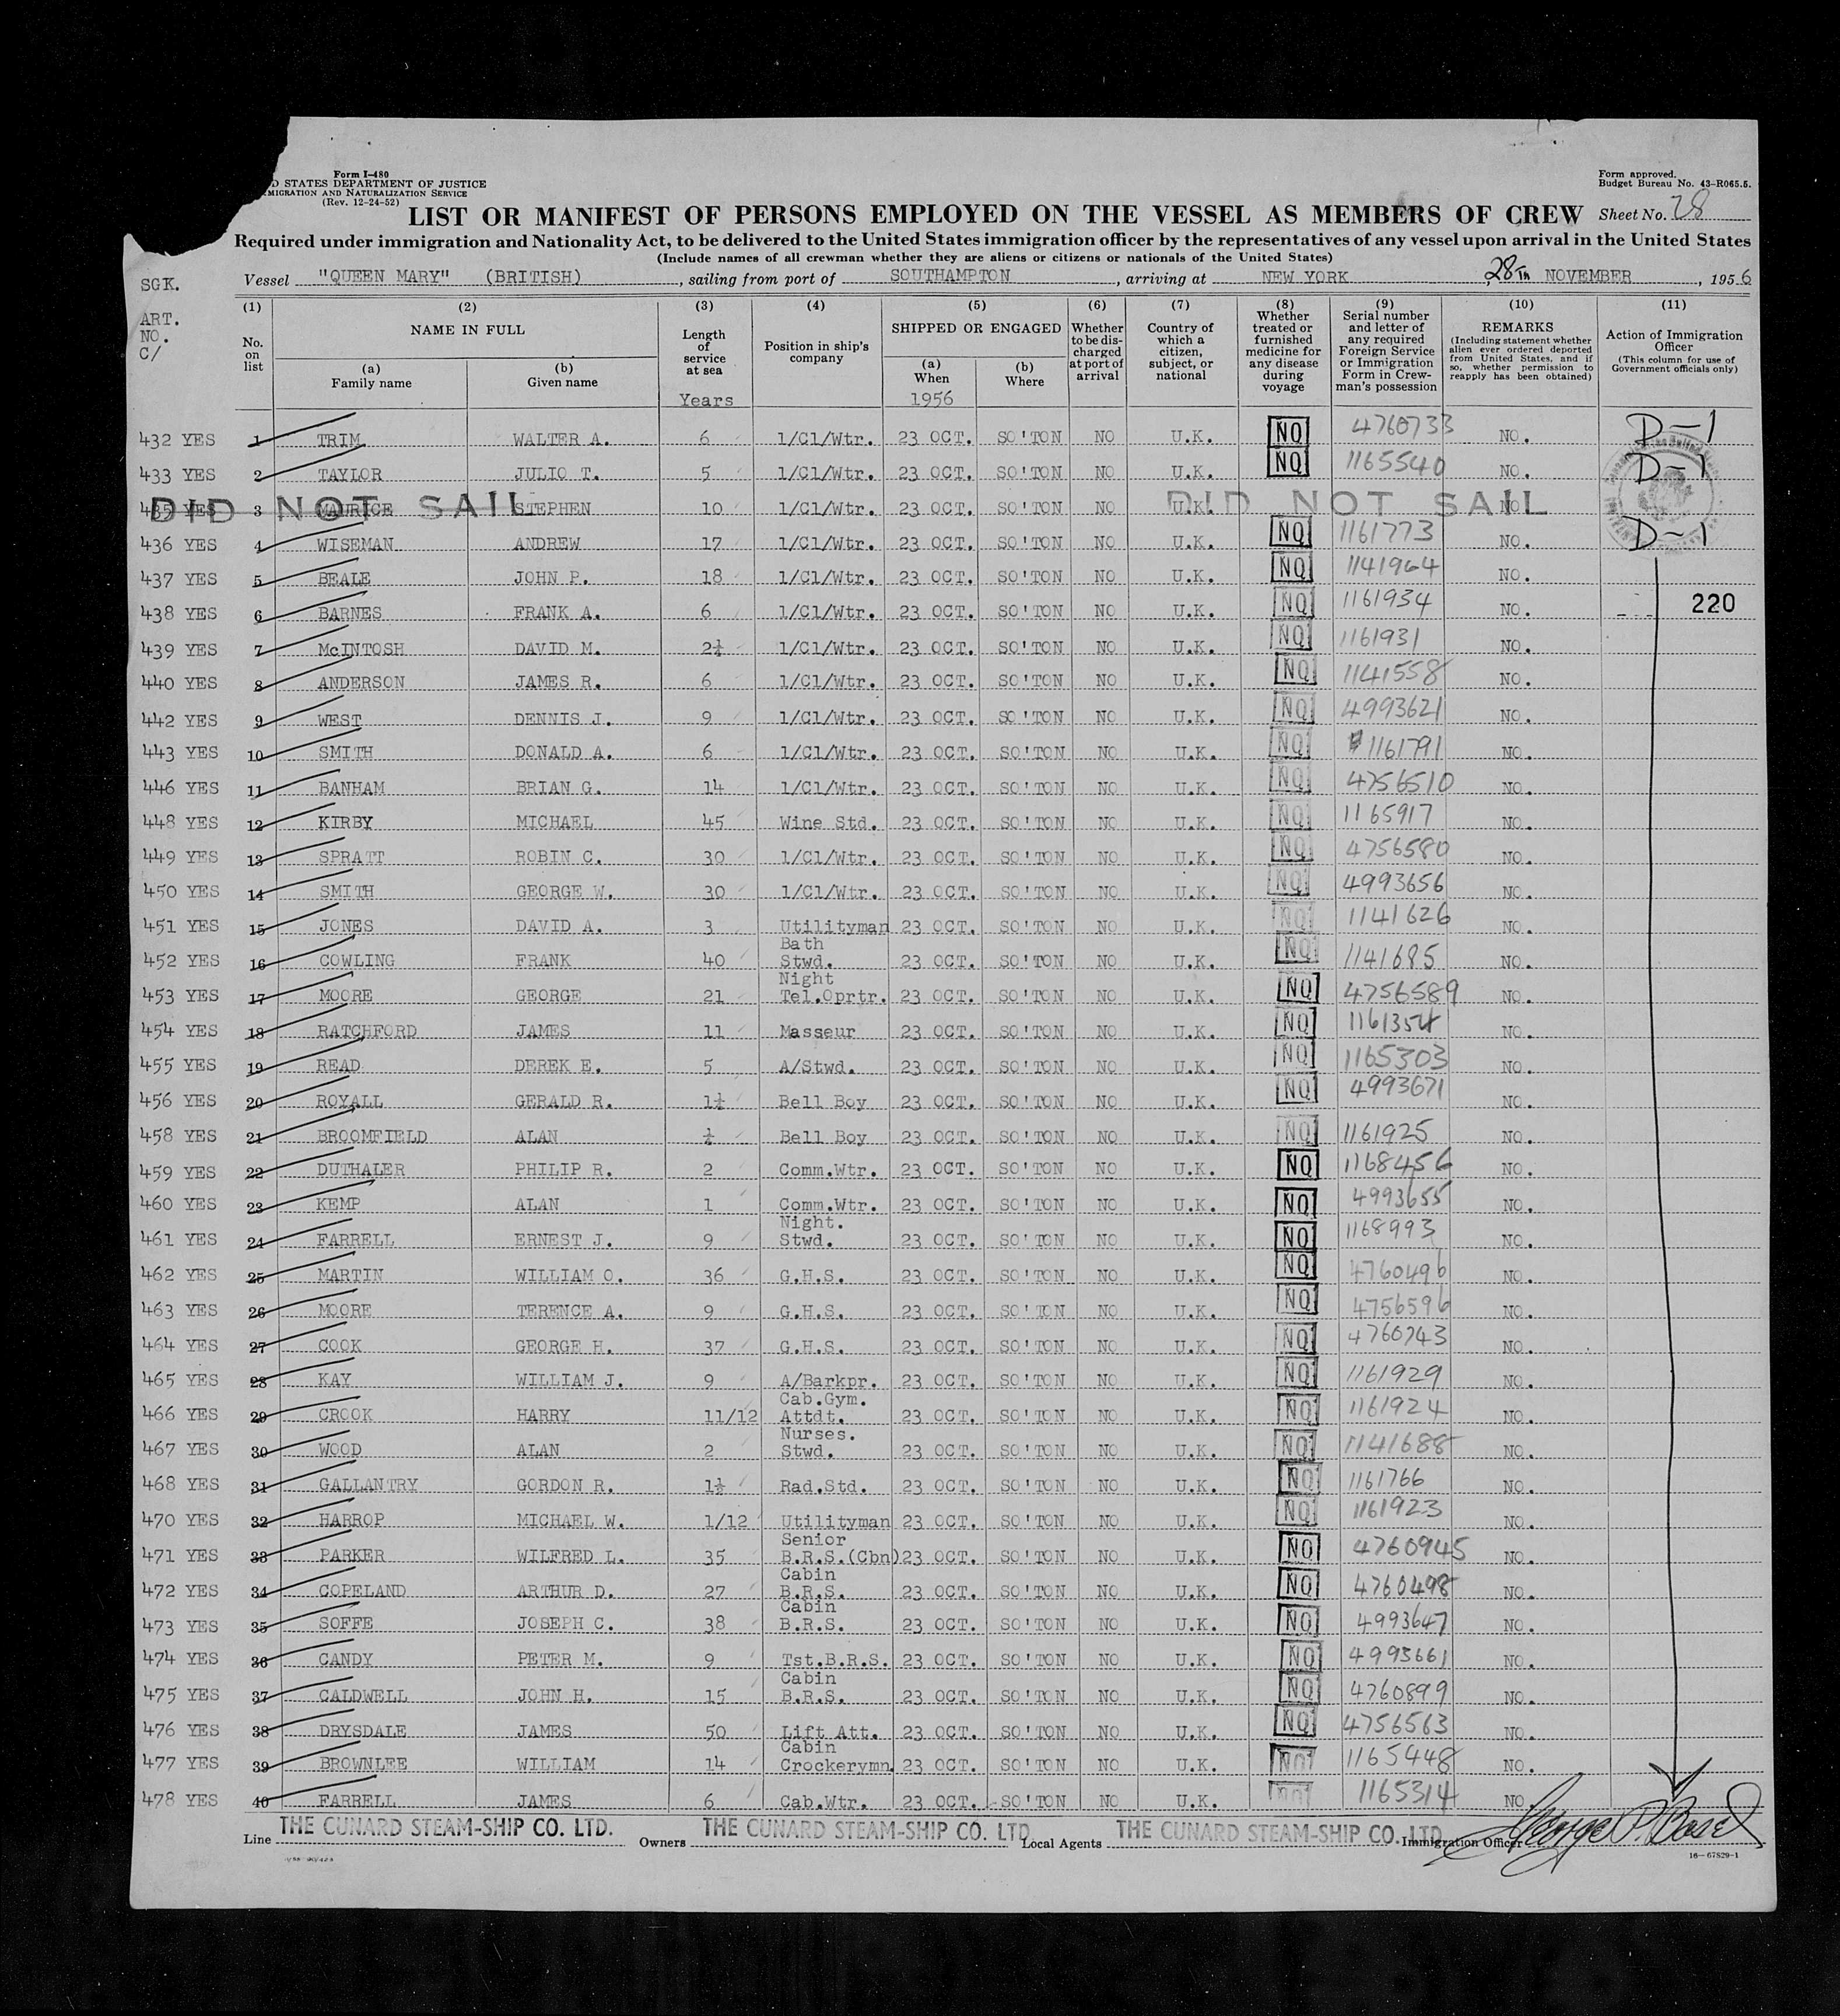 Form I-480
D STATES DEPARTMENT OF JUSTICE
MIGRATION AND NATURALIZATION SERVICE
(Rev. 12-24-52)
Form approved.
Budget Bureau No. 43-R065.5.
LIST OR MANIFEST OF PERSONS EMPLOYED ON THE VESSEL AS MEMBERS OF CREW Sheet No. 28
Required under immigration and Nationality Act, to be delivered to the United States immigration officer by the representatives of any vessel upon arrival in the United States
(Include names of all crewman whether they are aliens or citizens or nationals of the United States)
Vessel "QUEEN MARY" (BRITISH), sailing from port of SOUTHAMPTON, arriving at NEW YORK 28TH NOVEMBER, 1956
SGK.
ART.
NO.
C/
(1) No. on list
(2) NAME IN FULL
(a) Family name
(b) Given name
(3) Length of service at sea
Years
(4) Position in ship's company
(5) SHIPPED OR ENGAGED
(a) When
1956
(b) Where
(6) Whether to be discharged at port of arrival
(7) Country of which a citizen, subject, or national
(8) Whether treated or furnished medicine for any disease during voyage
(9) Serial number and letter of any required Foreign Service or Immigration Form in Crewman's possession
(10) REMARKS (Including statement whether alien ever ordered deported from United States, and if so, whether permission to reapply has been obtained)
(11) Action of Immigration Officer (This column for use of Government officials only)
432 YES 1 TRIM WALTER A. 6 1/Cl/Wtr. 23 OCT. SO'TON NO U.K. NO 4760733 NO. D-1
433 YES 2 TAYLOR JULIO T. 5 1/Cl/Wtr. 23 OCT. SO'TON NO U.K. NO 1165540 NO. D-1
435 YES 3 MAURICE STEPHEN 10 1/Cl/Wtr. 23 OCT. SO'TON NO U.K. NO
DID NOT SAIL DID NOT SAIL
436 YES 4 WISEMAN ANDREW 17 1/Cl/Wtr. 23 OCT. SO'TON NO U.K. NO 1161773 NO. D-1
437 YES 5 BEALE JOHN P. 18 1/Cl/Wtr. 23 OCT. SO'TON NO U.K. NO 1141964 NO.
438 YES 6 BARNES FRANK A. 6 1/Cl/Wtr. 23 OCT. SO'TON NO U.K. NO 1161934 NO. 220
439 YES 7 McINTOSH DAVID M. 1/Cl/Wtr. 23 OCT. SO'TON NO U.K. NO 1161931 NO.
440 YES 8 ANDERSON JAMES R. 6 1/Cl/Wtr. 23 OCT. SO'TON NO U.K. NO 1141558 NO.
442 YES 9 WEST DENNIS J. 9 1/Cl/Wtr. 23 OCT. SO'TON NO U.K. NO 4993621 NO.
443 YES 10 SMITH DONALD A. 6 1/Cl/Wtr. 23 OCT. SO'TON NO U.K. NO 1161791 NO.
446 YES 11 BANHAM BRIAN G. 14 1/Cl/Wtr. 23 OCT. SO'TON NO U.K. NO 4756510 NO.
448 YES 12 KIRBY MICHAEL 45 Wine Std. 23 OCT. SO'TON NO U.K. NO 1165917 NO.
449 YES 13 SPRATT ROBIN C. 30 1/Cl/Wtr. 23 OCT. SO'TON NO U.K. NO 4756580 NO.
450 YES 14 SMITH GEORGE W. 30 1/Cl/Wtr. 23 OCT. SO'TON NO U.K. NO 4993656 NO.
451 YES 15 JONES DAVID A. 3 Utilityman 23 OCT. SO'TON NO U.K. NO 1141626 NO.
452 YES 16 COWLING FRANK 40 Bath Stwd. 23 OCT. SO'TON NO U.K. NO 1141685 NO.
453 YES 17 MOORE GEORGE 21 Night Tel.Oprtr. 23 OCT. SO'TON NO U.K. NO 4756589 NO.
454 YES 18 RATCHFORD JAMES 11 Masseur 23 OCT. SO'TON NO U.K. NO 1161354 NO.
455 YES 19 READ DEREK E. 5 A/Stwd. 23 OCT. SO'TON NO U.K. NO 1165303 NO.
456 YES 20 ROYALL GERALD R. Bell Boy 23 OCT. SO'TON NO U.K. NO 4993671 NO.
458 YES 21 BROOMFIELD ALAN Bell Boy 23 OCT. SO'TON NO U.K. NO 1161925 NO.
459 YES 22 DUTHALER PHILIP R. 2 Comm.Wtr. 23 OCT. SO'TON NO U.K. NO 1168456 NO.
460 YES 23 KEMP ALAN 1 Comm.Wtr. 23 OCT. SO'TON NO U.K. NO 4993655 NO.
461 YES 24 FARRELL ERNEST J. 9 Night. Stwd. 23 OCT. SO'TON NO U.K. NO 1168993 NO.
462 YES 25 MARTIN WILLIAM O. 36 G.H.S. 23 OCT. SO'TON NO U.K. NO 4760496 NO.
463 YES 26 MOORE TERENCE A. 9 G.H.S. 23 OCT. SO'TON NO U.K. NO 4756596 NO.
464 YES 27 COOK GEORGE H. 37 G.H.S. 23 OCT. SO'TON NO U.K. NO 4760743 NO.
465 YES 28 KAY WILLIAM J. 9 A/Barkpr. 23 OCT. SO'TON NO U.K. NO 1161929 NO.
466 YES 29 CROOK HARRY 11/12 Cab.Gym. Attdt. 23 OCT. SO'TON NO U.K. NO 1161924 NO.
467 YES 30 WOOD ALAN 2 Nurses. Stwd. 23 OCT. SO'TON NO U.K. NO 1141688 NO.
468 YES 31 GALLANTRY GORDON R. 1½ Rad.Std. 23 OCT. SO'TON NO U.K. NO 1161766 NO.
470 YES 32 HARROP MICHAEL W. 1/12 Utilityman 23 OCT. SO'TON NO U.K. NO 1161923 NO.
471 YES 33 PARKER WILFRED L. 35 Senior B.R.S.(Cbn) 23 OCT. SO'TON NO U.K. NO 4760945 NO.
472 YES 34 COPELAND ARTHUR D. 27 Cabin B.R.S. 23 OCT. SO'TON NO U.K. NO 4760498 NO.
473 YES 35 SOFFE JOSEPH C. 38 Cabin B.R.S. 23 OCT. SO'TON NO U.K. NO 4993647 NO.
474 YES 36 CANDY PETER M. 9 Tst.B.R.S. 23 OCT. SO'TON NO U.K. NO 4993661 NO.
475 YES 37 CALDWELL JOHN H. 15 Cabin B.R.S. 23 OCT. SO'TON NO U.K. NO 4760899 NO.
476 YES 38 DRYSDALE JAMES 50 Lift Att. 23 OCT. SO'TON NO U.K. NO 4756563 NO.
477 YES 39 BROWNLEE WILLIAM 14 Cabin Crockerymn. 23 OCT. SO'TON NO U.K. NO 1165448 NO.
478 YES 40 FARRELL JAMES 6 Cab.Wtr. 23 OCT. SO'TON NO U.K. NO 1165314 NO.
Line THE CUNARD STEAM-SHIP CO. LTD. Owners THE CUNARD STEAM-SHIP CO. LTD. Local Agents THE CUNARD STEAM-SHIP CO. LTD. Immigration Officer George P.
16-67829-1